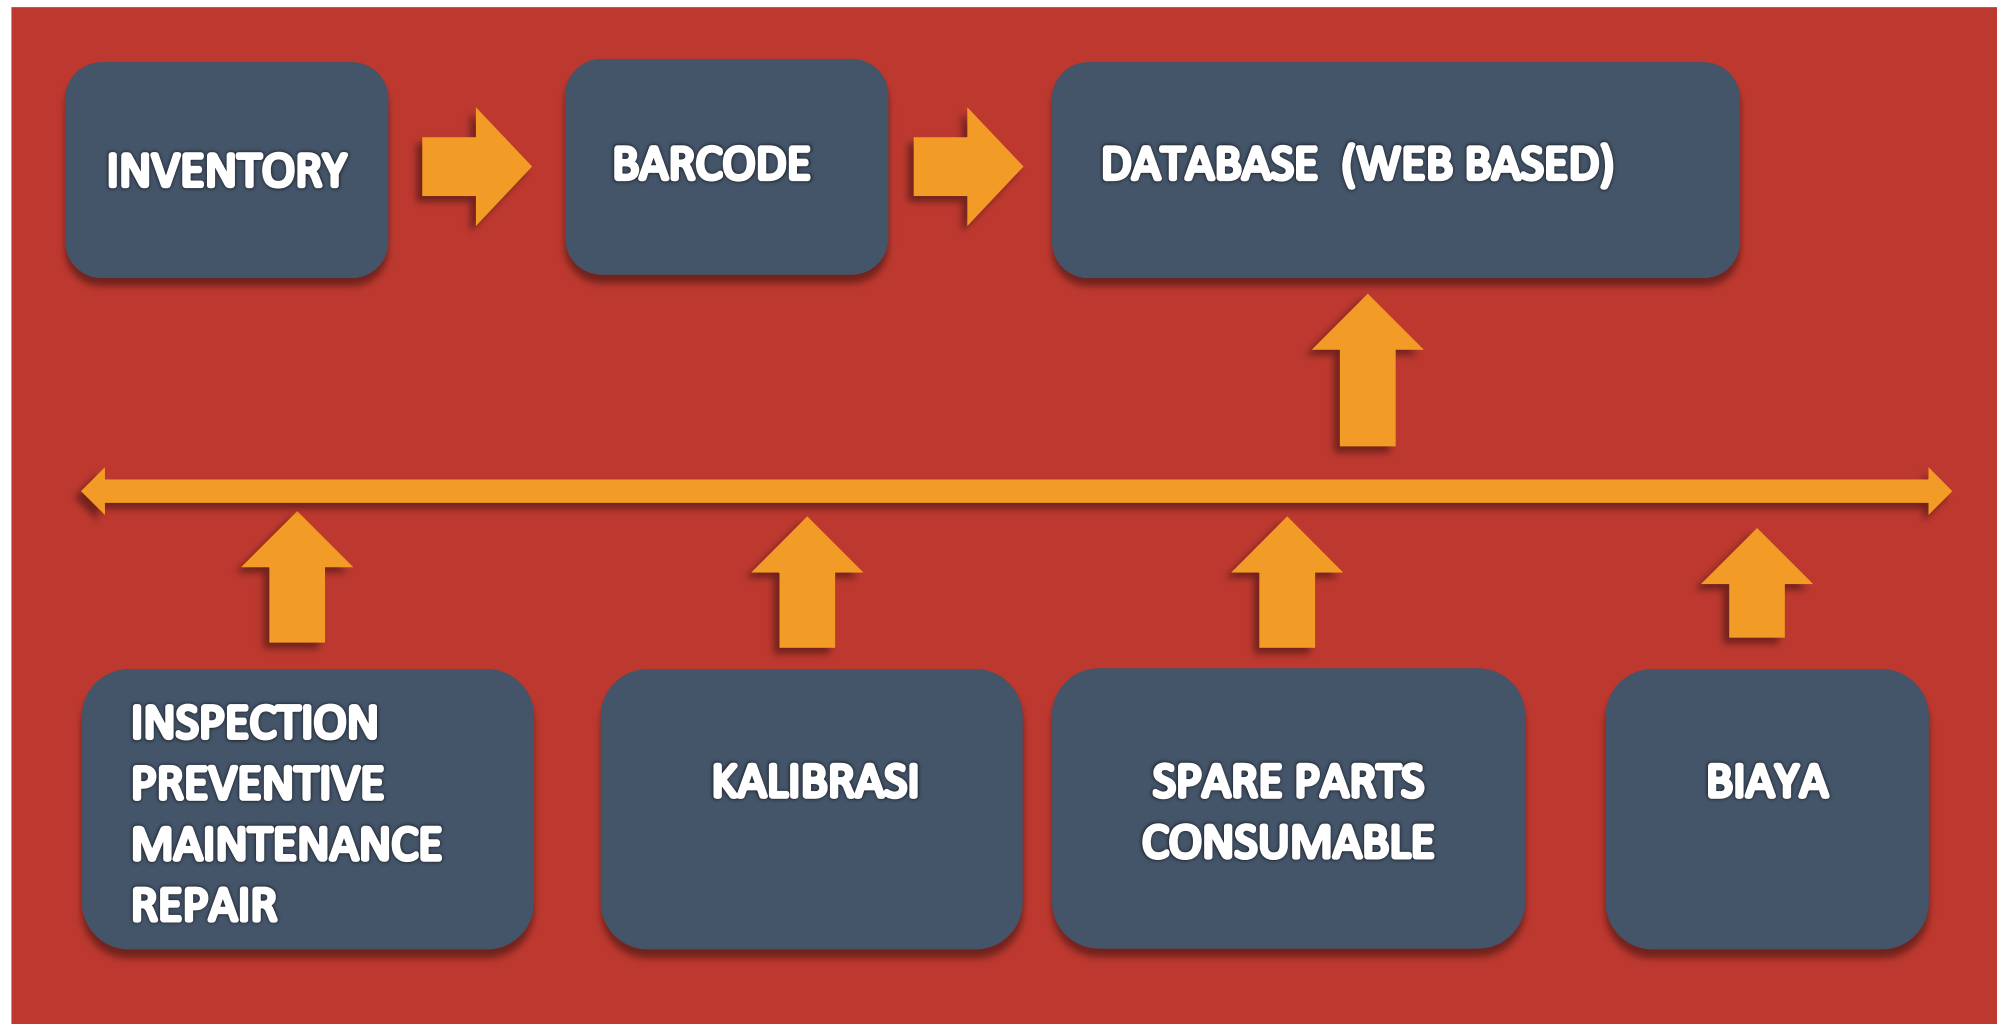 INVENTORY
BARCODE
DATABASE (WEB BASED)
INSPECTION
PREVENTIVE
MAINTENANCE
REPAIR
KALIBRASI
SPARE PARTS
CONSUMABLE
BIAYA